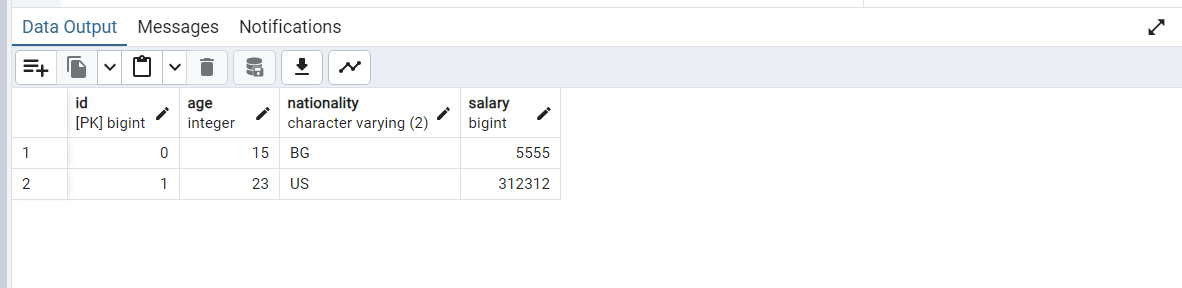 Data Output Messages Notifications
id age nationality salary
[PK] bigint integer character varying (2) bigint
1 0 15 BG 5555
2 1 23 US 312312